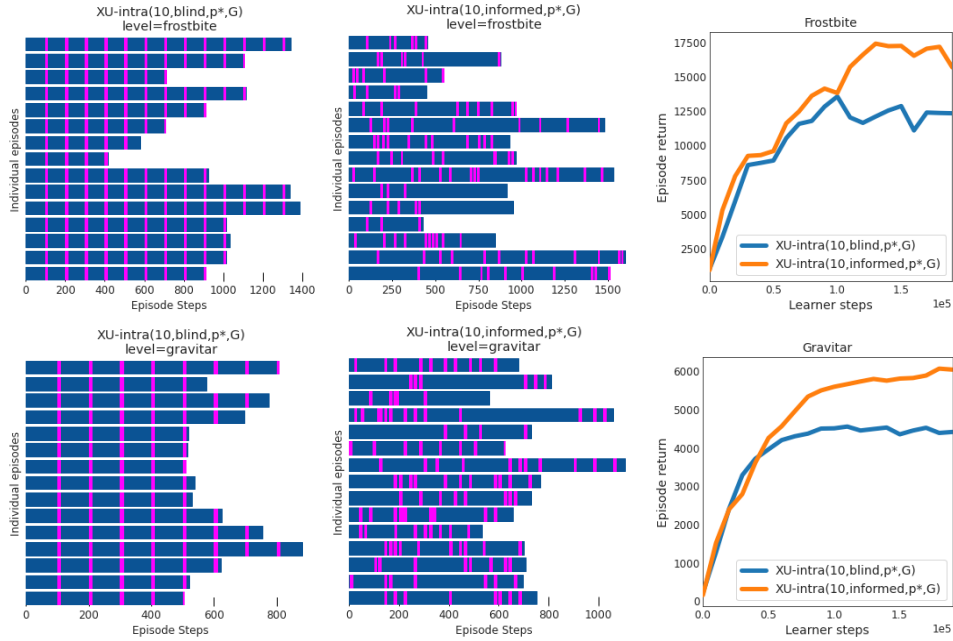 XU-intra(10,blind,p*,G)
level=frostbite
Individual episodes
0 200 400 600 800 1000 1200 1400
Episode Steps
XU-intra(10,informed,p*,G)
level=frostbite
Individual episodes
0 250 500 750 1000 1250 1500
Episode Steps
Frostbite
Episode return
17500
15000
12500
10000
7500
5000
2500
XU-intra(10,blind,p*,G)
XU-intra(10,informed,p*,G)
0.0 0.5 1.0 1.5
Learner steps 1e5
XU-intra(10,blind,p*,G)
level=gravitar
Individual episodes
0 200 400 600 800
Episode Steps
XU-intra(10,informed,p*,G)
level=gravitar
Individual episodes
0 200 400 600 800 1000
Episode Steps
Gravitar
Episode return
6000
5000
4000
3000
2000
1000
0
XU-intra(10,blind,p*,G)
XU-intra(10,informed,p*,G)
0.0 0.5 1.0 1.5
Learner steps 1e5